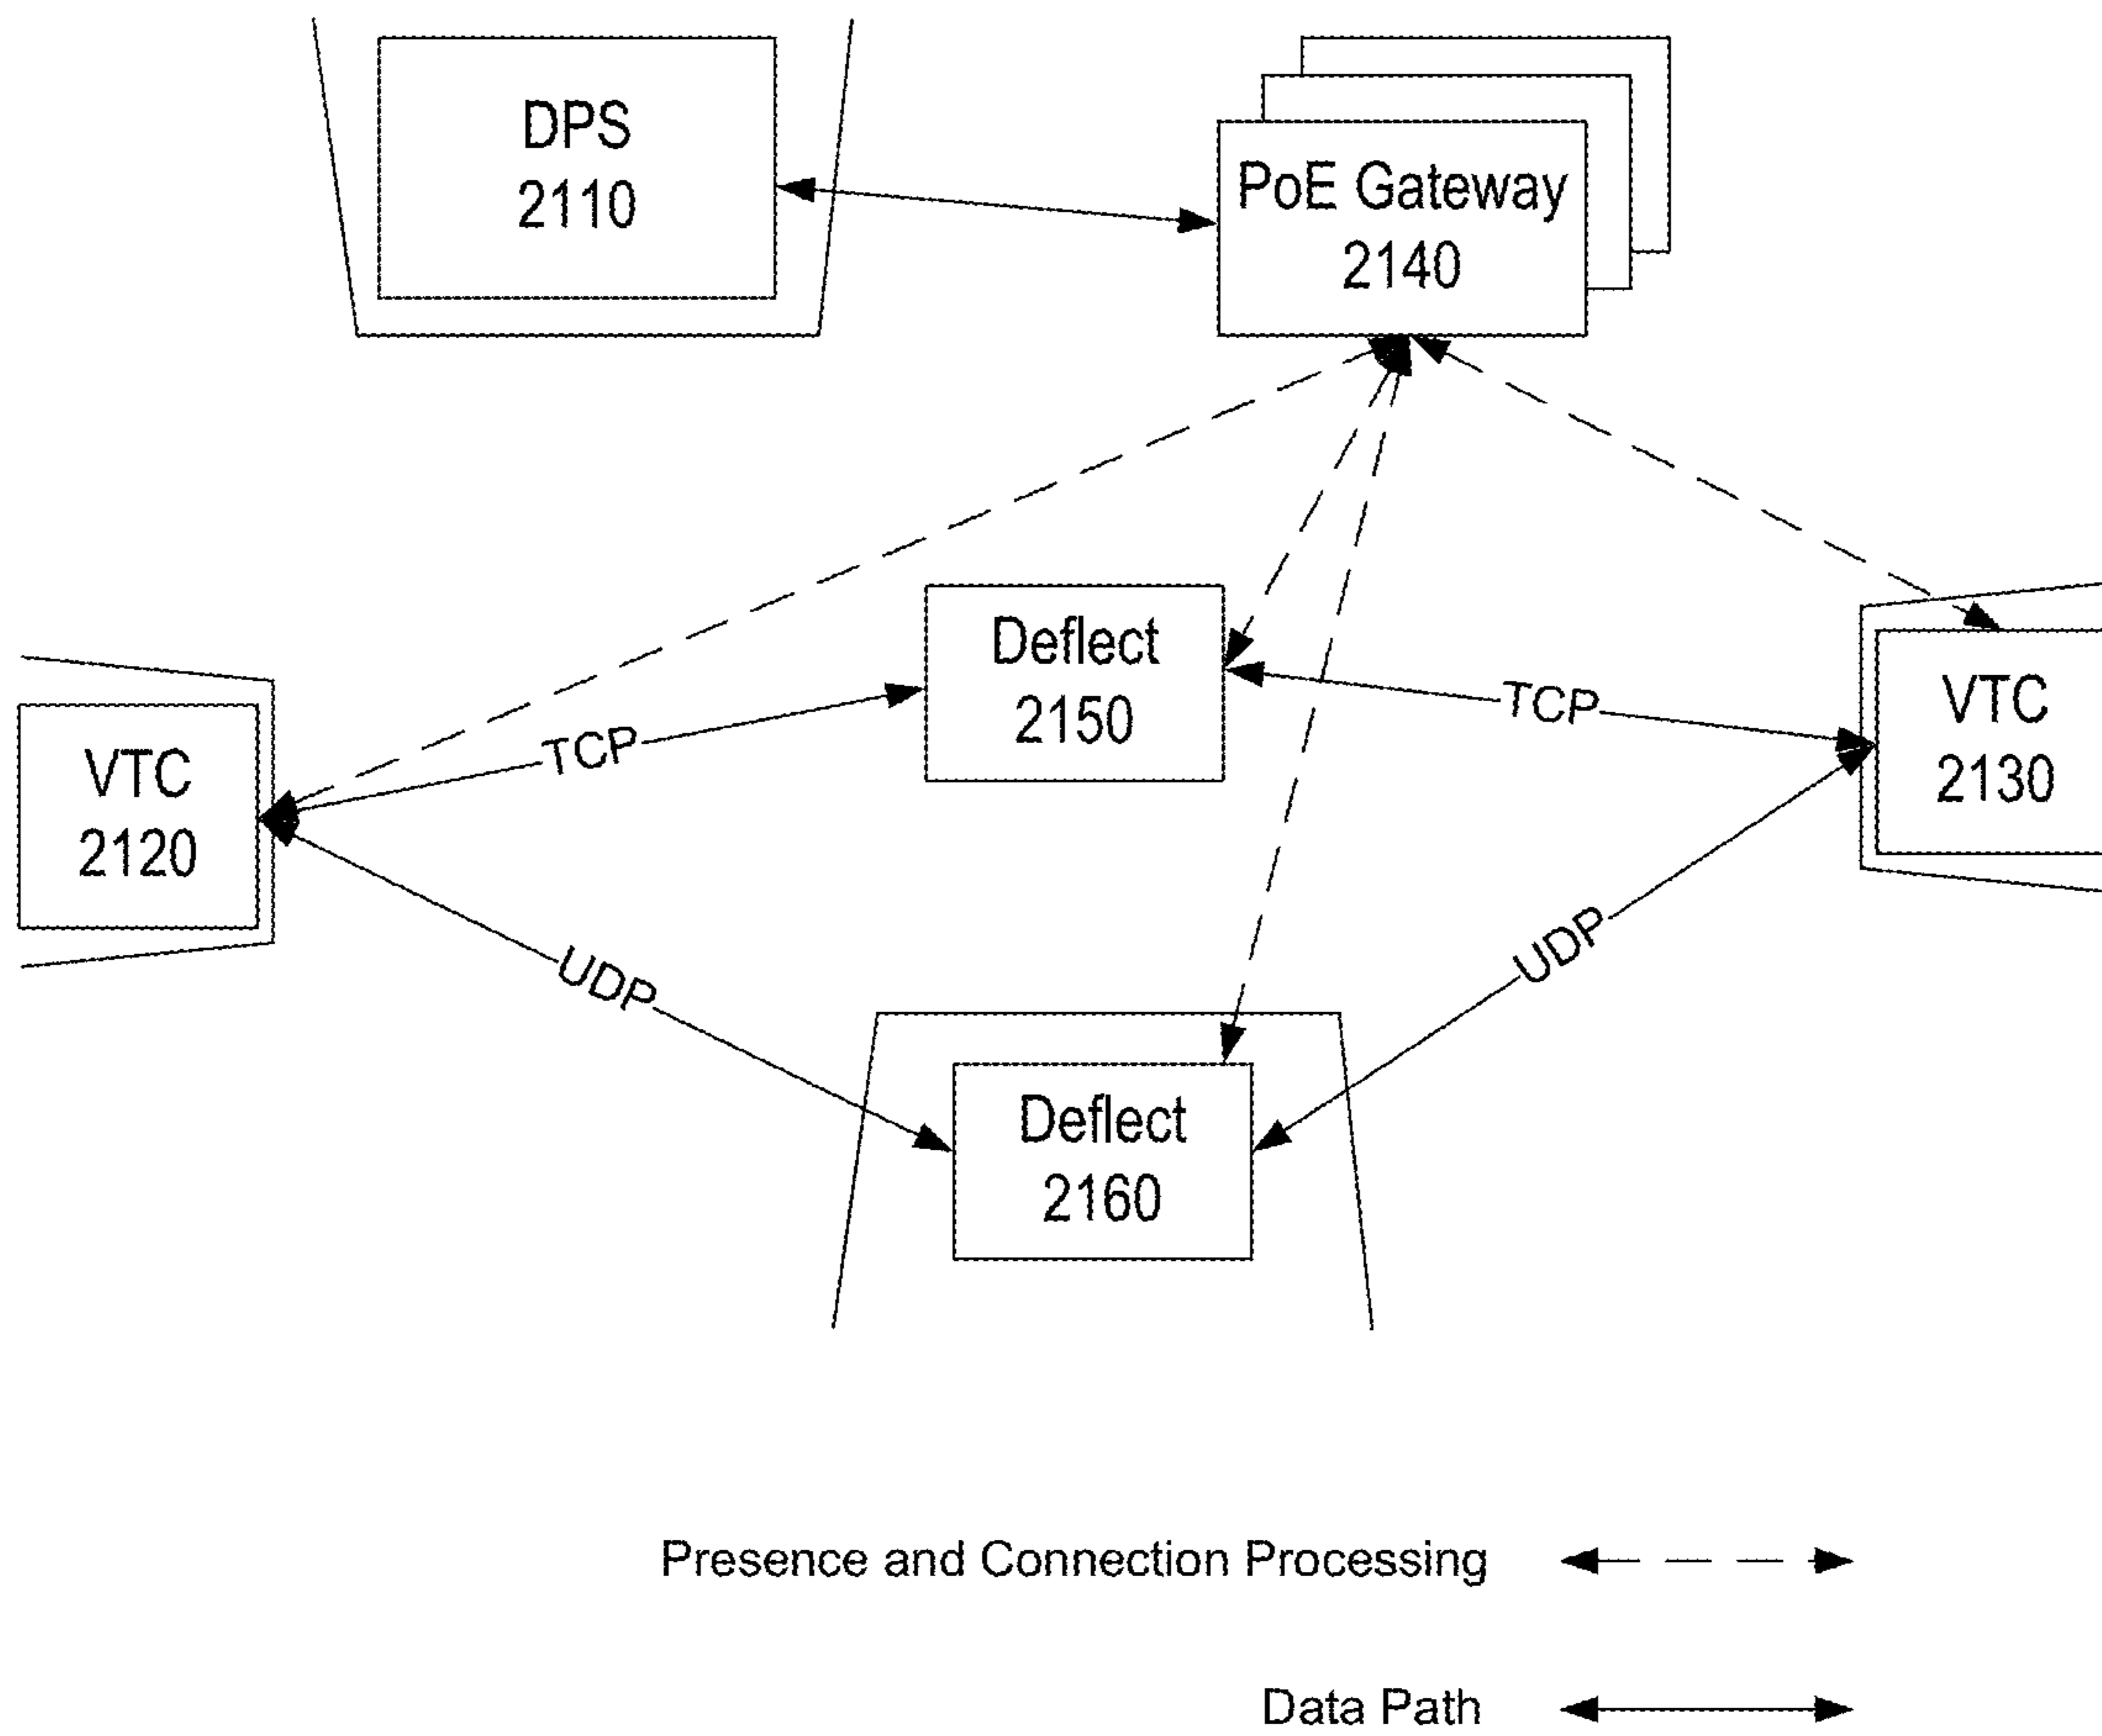 DPS
2110
PoE Gateway
2140
Deflect
2150
TCP
TCP
VTC
2120
VTC
2130
UDP
UDP
Deflect
2160
Presence and Connection Processing
Data Path